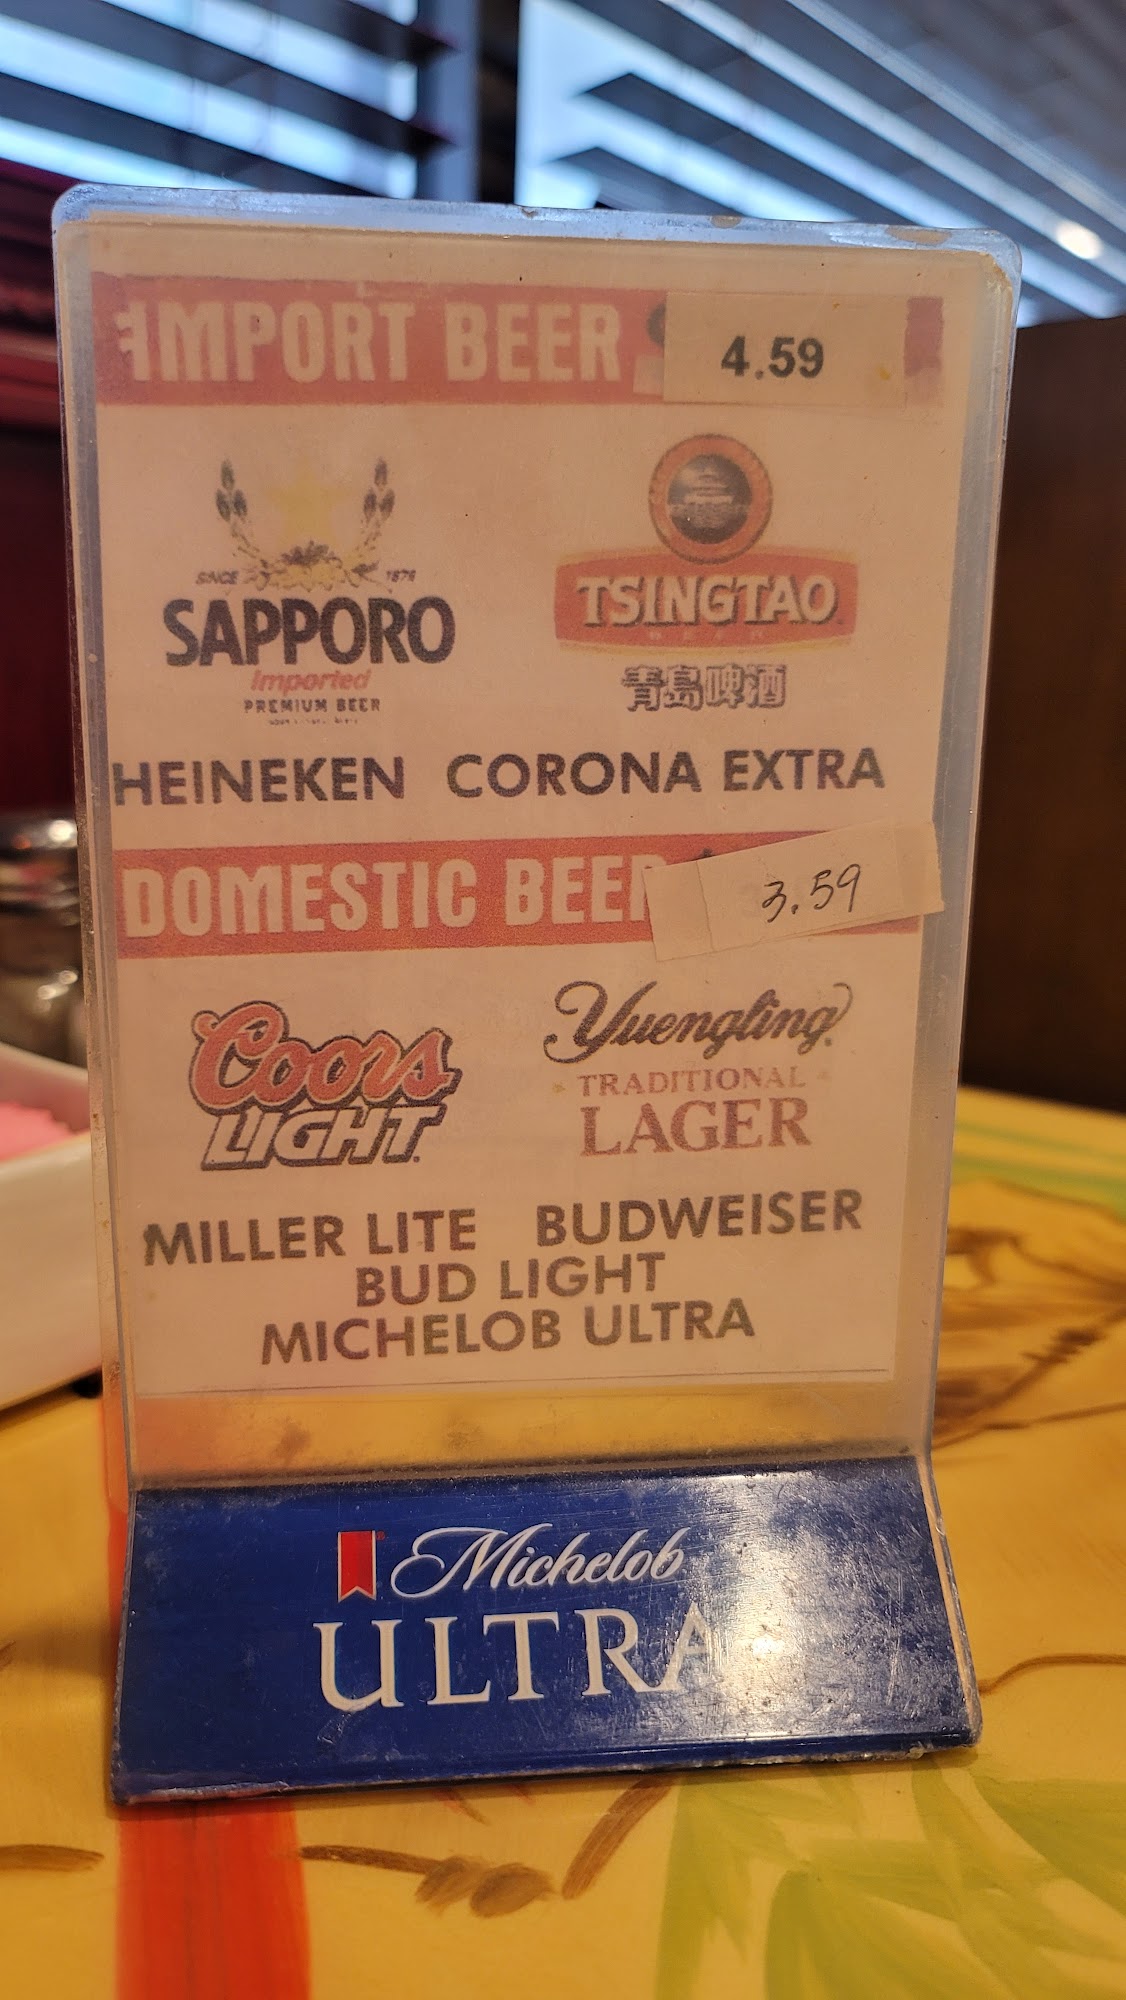 IMPORT BEER 4.59
SINCE 1876
SAPPORO
Imported
PREMIUM BEER
TSINGTAO
BEER
青島啤酒
HEINEKEN CORONA EXTRA
DOMESTIC BEER 3.59
Coors
LIGHT
Yuengling
TRADITIONAL
LAGER
MILLER LITE BUDWEISER
BUD LIGHT
MICHELOB ULTRA
Michelob
ULTRA